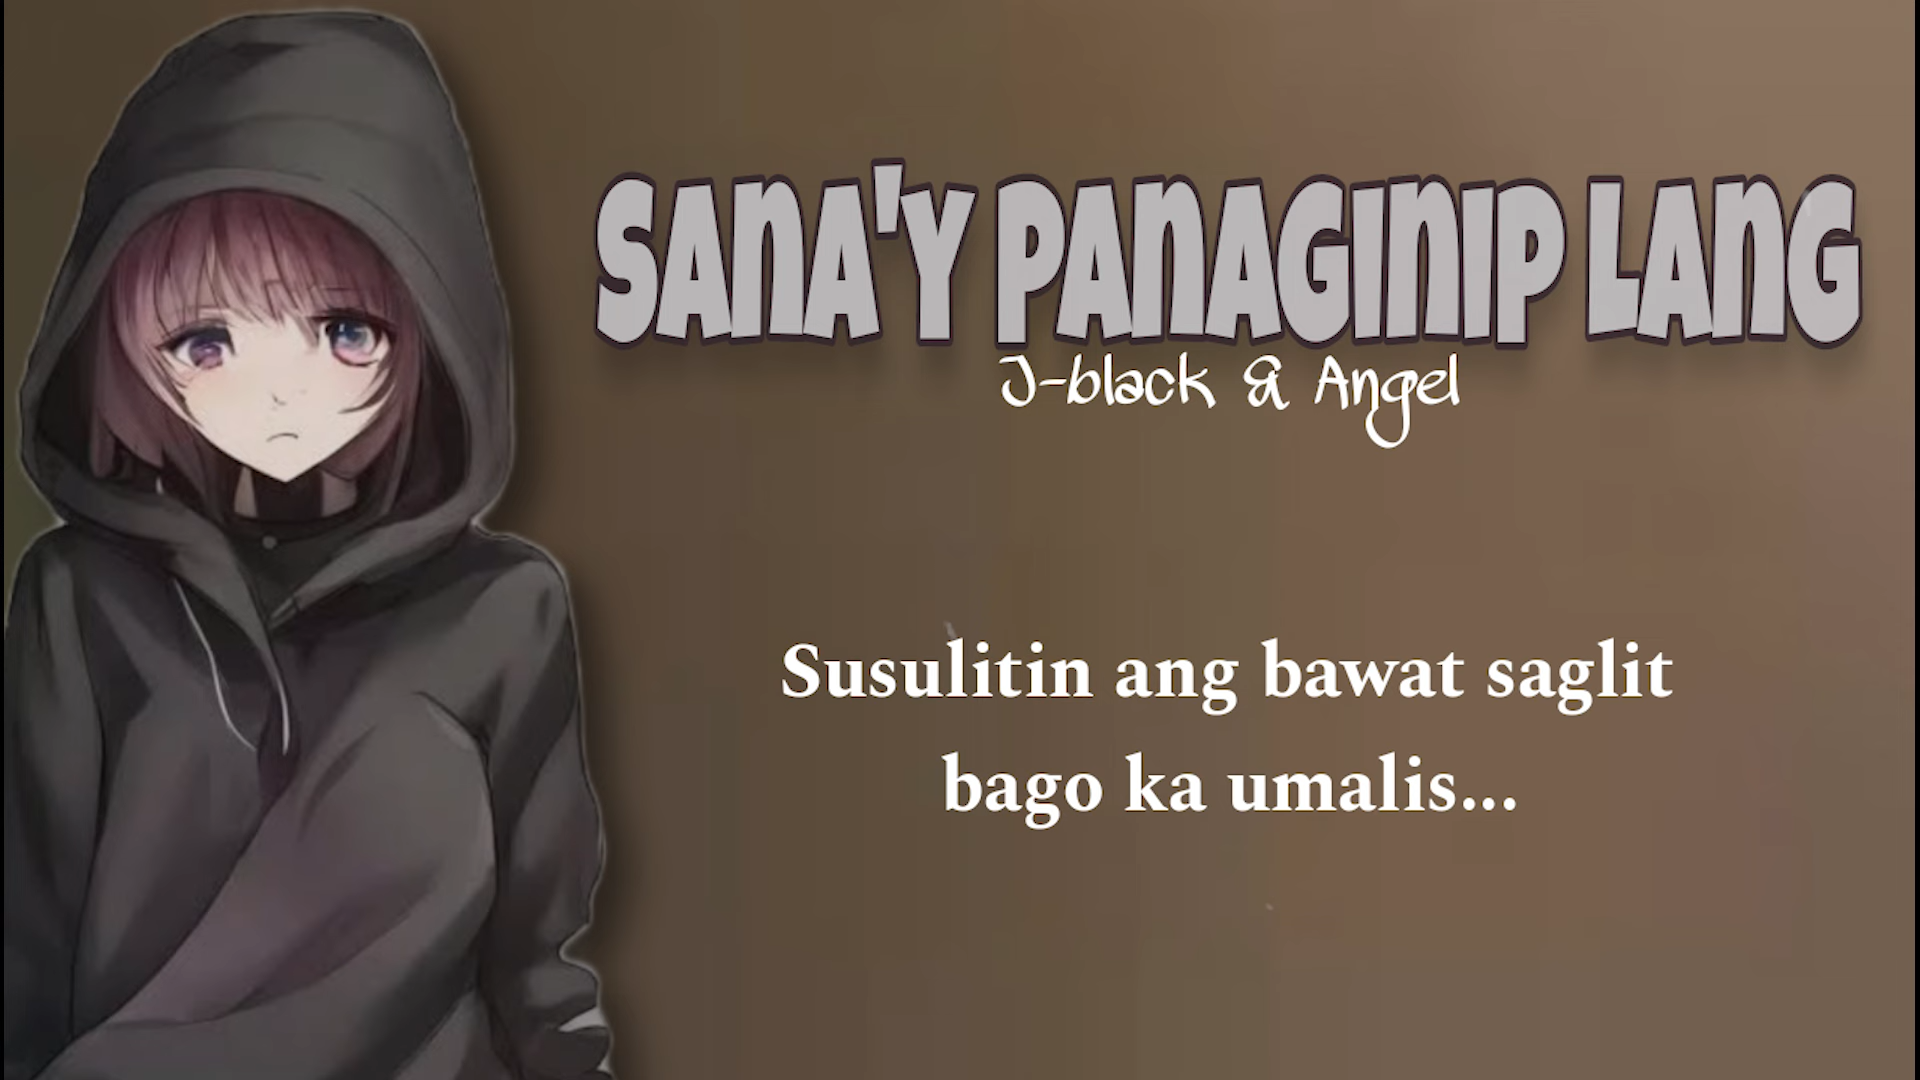 SANA'Y PANAGINIP LANG
J-black & Angel
Susulitin ang bawat saglit
bago ka umalis...